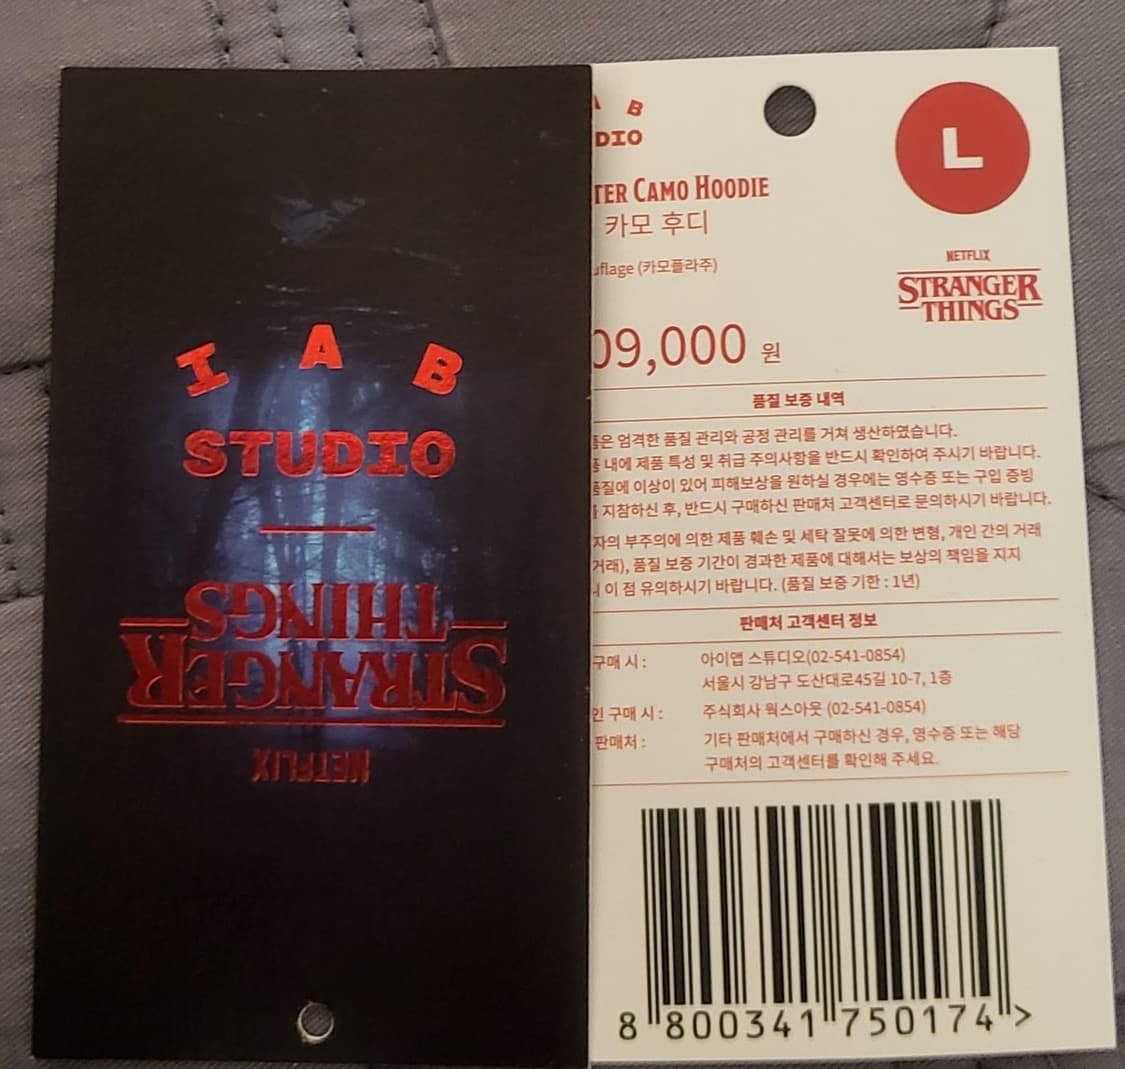 I A B
STUDIO
STRANGER
THINGS
NETFLIX
B
DIO
TER CAMO HOODIE
카모 후디
uflage (카모플라주)
09,000 원
L
NETFLIX
STRANGER
THINGS
품질 보증 내역
은 엄격한 품질 관리와 공정 관리를 거쳐 생산하였습니다.
내에 제품 특성 및 취급 주의사항을 반드시 확인하여 주시기 바랍니다.
품질에 이상이 있어 피해보상을 원하실 경우에는 영수증 또는 구입 증빙
지참하신 후, 반드시 구매하신 판매처 고객센터로 문의하시기 바랍니다.
자의 부주의에 의한 제품 훼손 및 세탁 잘못에 의한 변형, 개인 간의 거래
거래), 품질 보증 기간이 경과한 제품에 대해서는 보상의 책임을 지지
니 이 점 유의하시기 바랍니다. (품질 보증 기한 : 1년)
판매처 고객센터 정보
구매 시 : 아이앱 스튜디오(02-541-0854)
서울시 강남구 도산대로45길 10-7, 1층
인 구매 시 : 주식회사 웍스아웃 (02-541-0854)
판매처 : 기타 판매처에서 구매하신 경우, 영수증 또는 해당
구매처의 고객센터를 확인해 주세요.
8 800341 750174 >